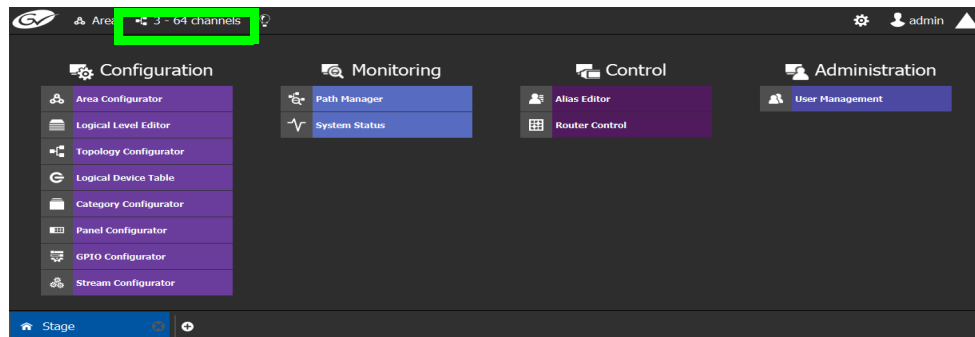 GV Area 3 - 64 channels admin
Configuration Monitoring Control Administration
Area Configurator Path Manager Alias Editor User Management
Logical Level Editor System Status Router Control
Topology Configurator
Logical Device Table
Category Configurator
Panel Configurator
GPIO Configurator
Stream Configurator
Stage